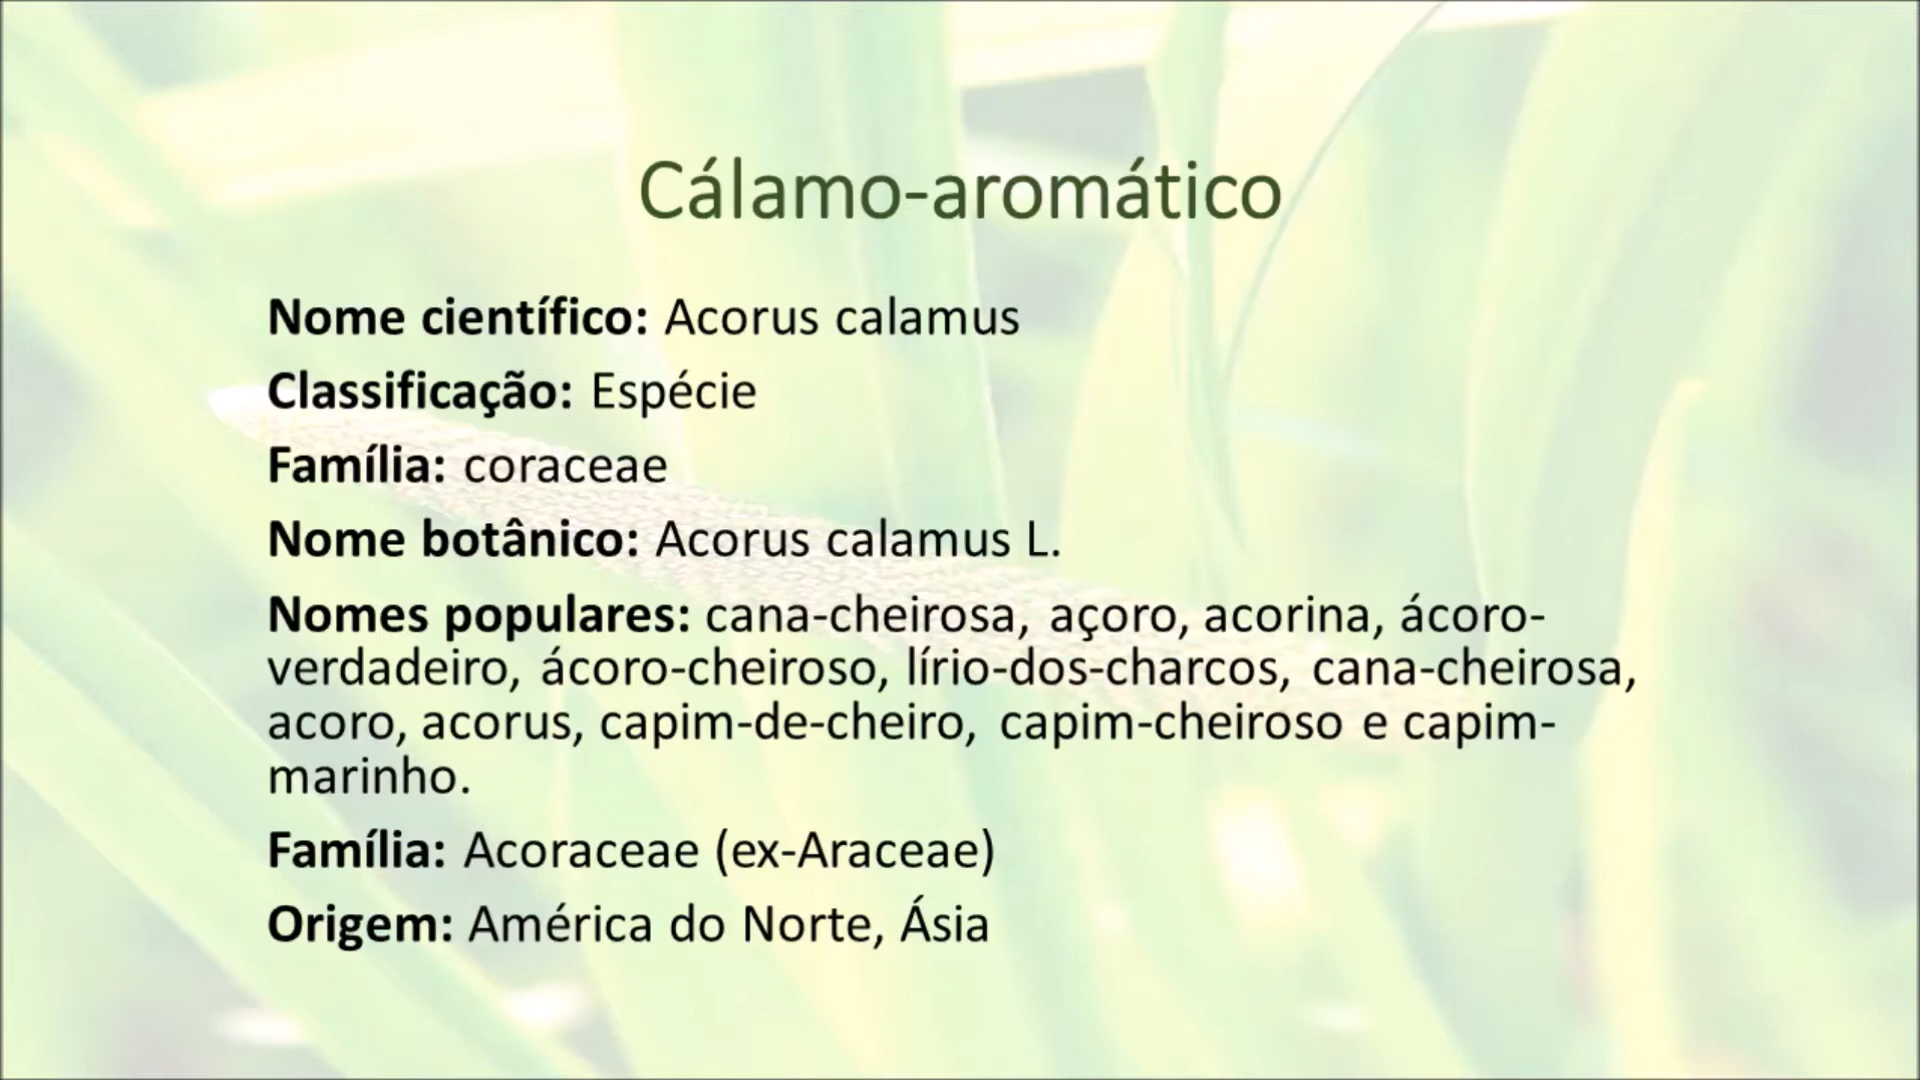 Cálamo-aromático
Nome científico: Acorus calamus
Classificação: Espécie
Família: coraceae
Nome botânico: Acorus calamus L.
Nomes populares: cana-cheirosa, açoro, acorina, ácoro-
verdadeiro, ácoro-cheiroso, lírio-dos-charcos, cana-cheirosa,
acoro, acorus, capim-de-cheiro, capim-cheiroso e capim-
marinho.
Família: Acoraceae (ex-Araceae)
Origem: América do Norte, Ásia